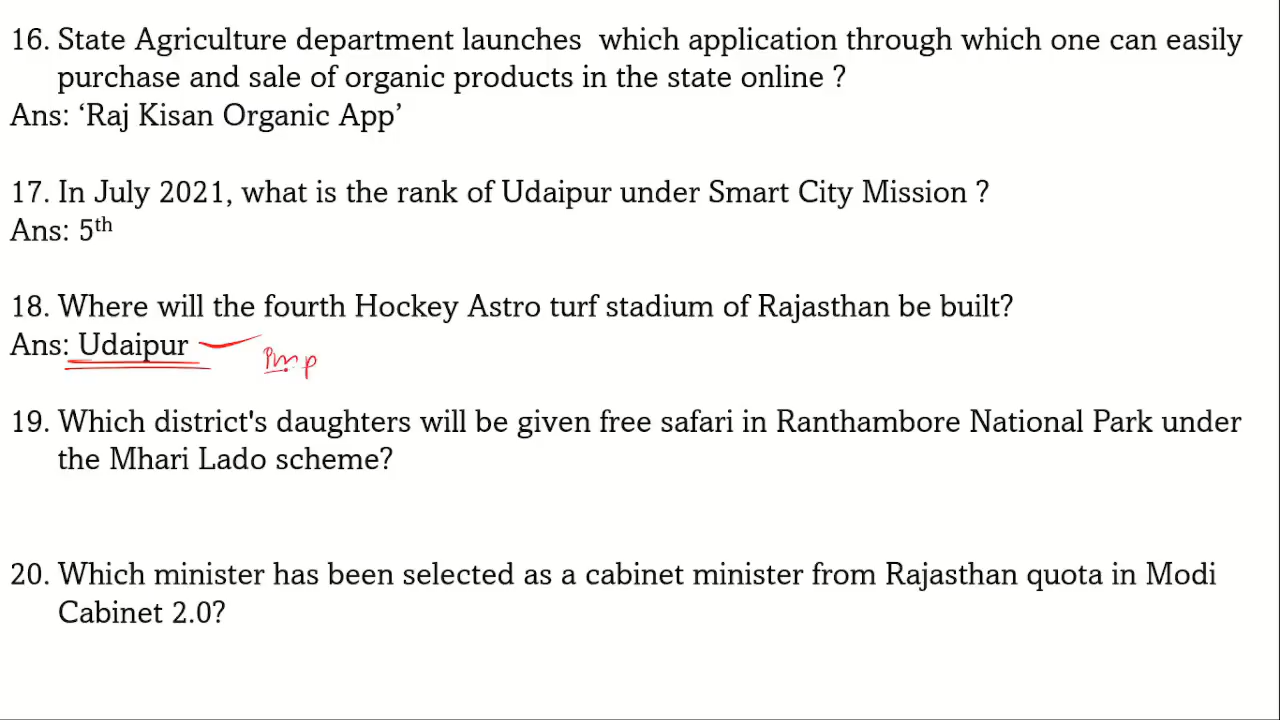 16. State Agriculture department launches which application through which one can easily
purchase and sale of organic products in the state online ?
Ans: ‘Raj Kisan Organic App’
17. In July 2021, what is the rank of Udaipur under Smart City Mission ?
Ans: 5th
18. Where will the fourth Hockey Astro turf stadium of Rajasthan be built?
Ans: Udaipur
19. Which district's daughters will be given free safari in Ranthambore National Park under
the Mhari Lado scheme?
20. Which minister has been selected as a cabinet minister from Rajasthan quota in Modi
Cabinet 2.0?